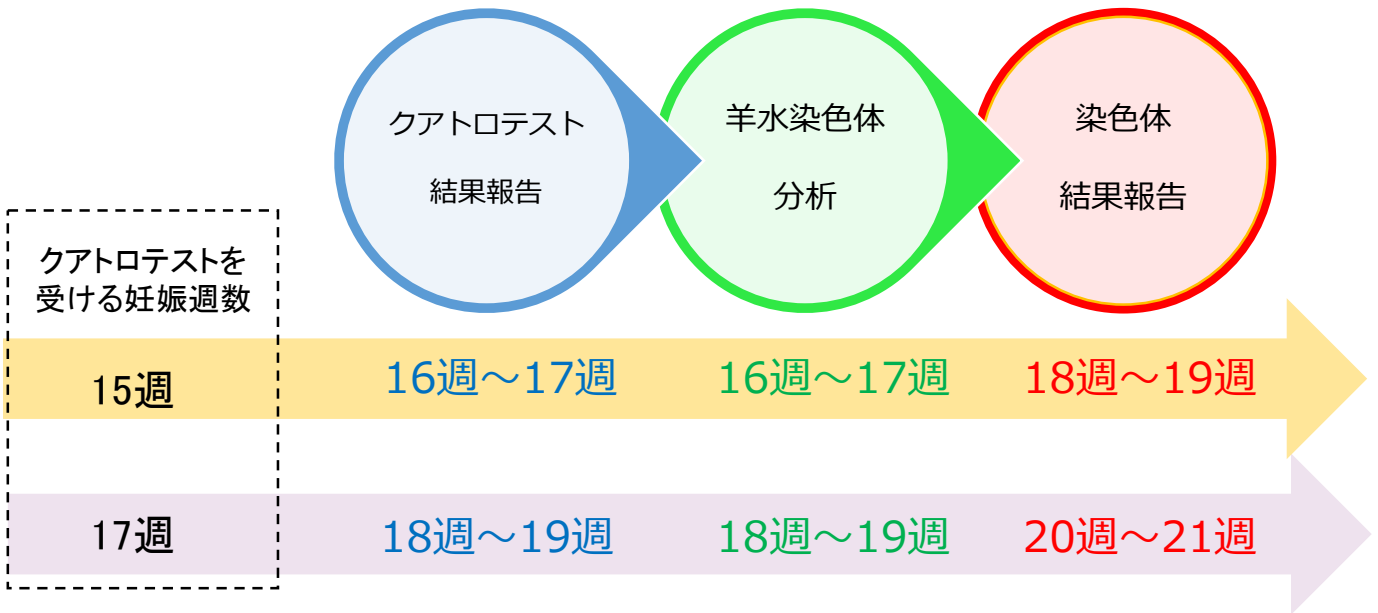 クアトロテスト
結果報告
羊水染色体
分析
染色体
結果報告
クアトロテストを
受ける妊娠週数
15週
16週～17週
16週～17週
18週～19週
17週
18週～19週
18週～19週
20週～21週